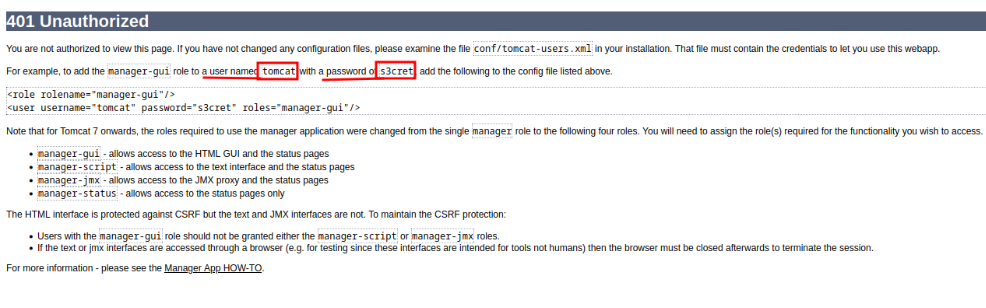 401 Unauthorized
You are not authorized to view this page. If you have not changed any configuration files, please examine the file conf/tomcat-users.xml in your installation. That file must contain the credentials to let you use this webapp.
For example, to add the manager-gui role to a user named tomcat with a password of s3cret, add the following to the config file listed above.
<role rolename="manager-gui"/>
<user username="tomcat" password="s3cret" roles="manager-gui"/>
Note that for Tomcat 7 onwards, the roles required to use the manager application were changed from the single manager role to the following four roles. You will need to assign the role(s) required for the functionality you wish to access.
• manager-gui - allows access to the HTML GUI and the status pages
• manager-script - allows access to the text interface and the status pages
• manager-jmx - allows access to the JMX proxy and the status pages
• manager-status - allows access to the status pages only
The HTML interface is protected against CSRF but the text and JMX interfaces are not. To maintain the CSRF protection:
• Users with the manager-gui role should not be granted either the manager-script or manager-jmx roles.
• If the text or jmx interfaces are accessed through a browser (e.g. for testing since these interfaces are intended for tools not humans) then the browser must be closed afterwards to terminate the session.
For more information - please see the Manager App HOW-TO.